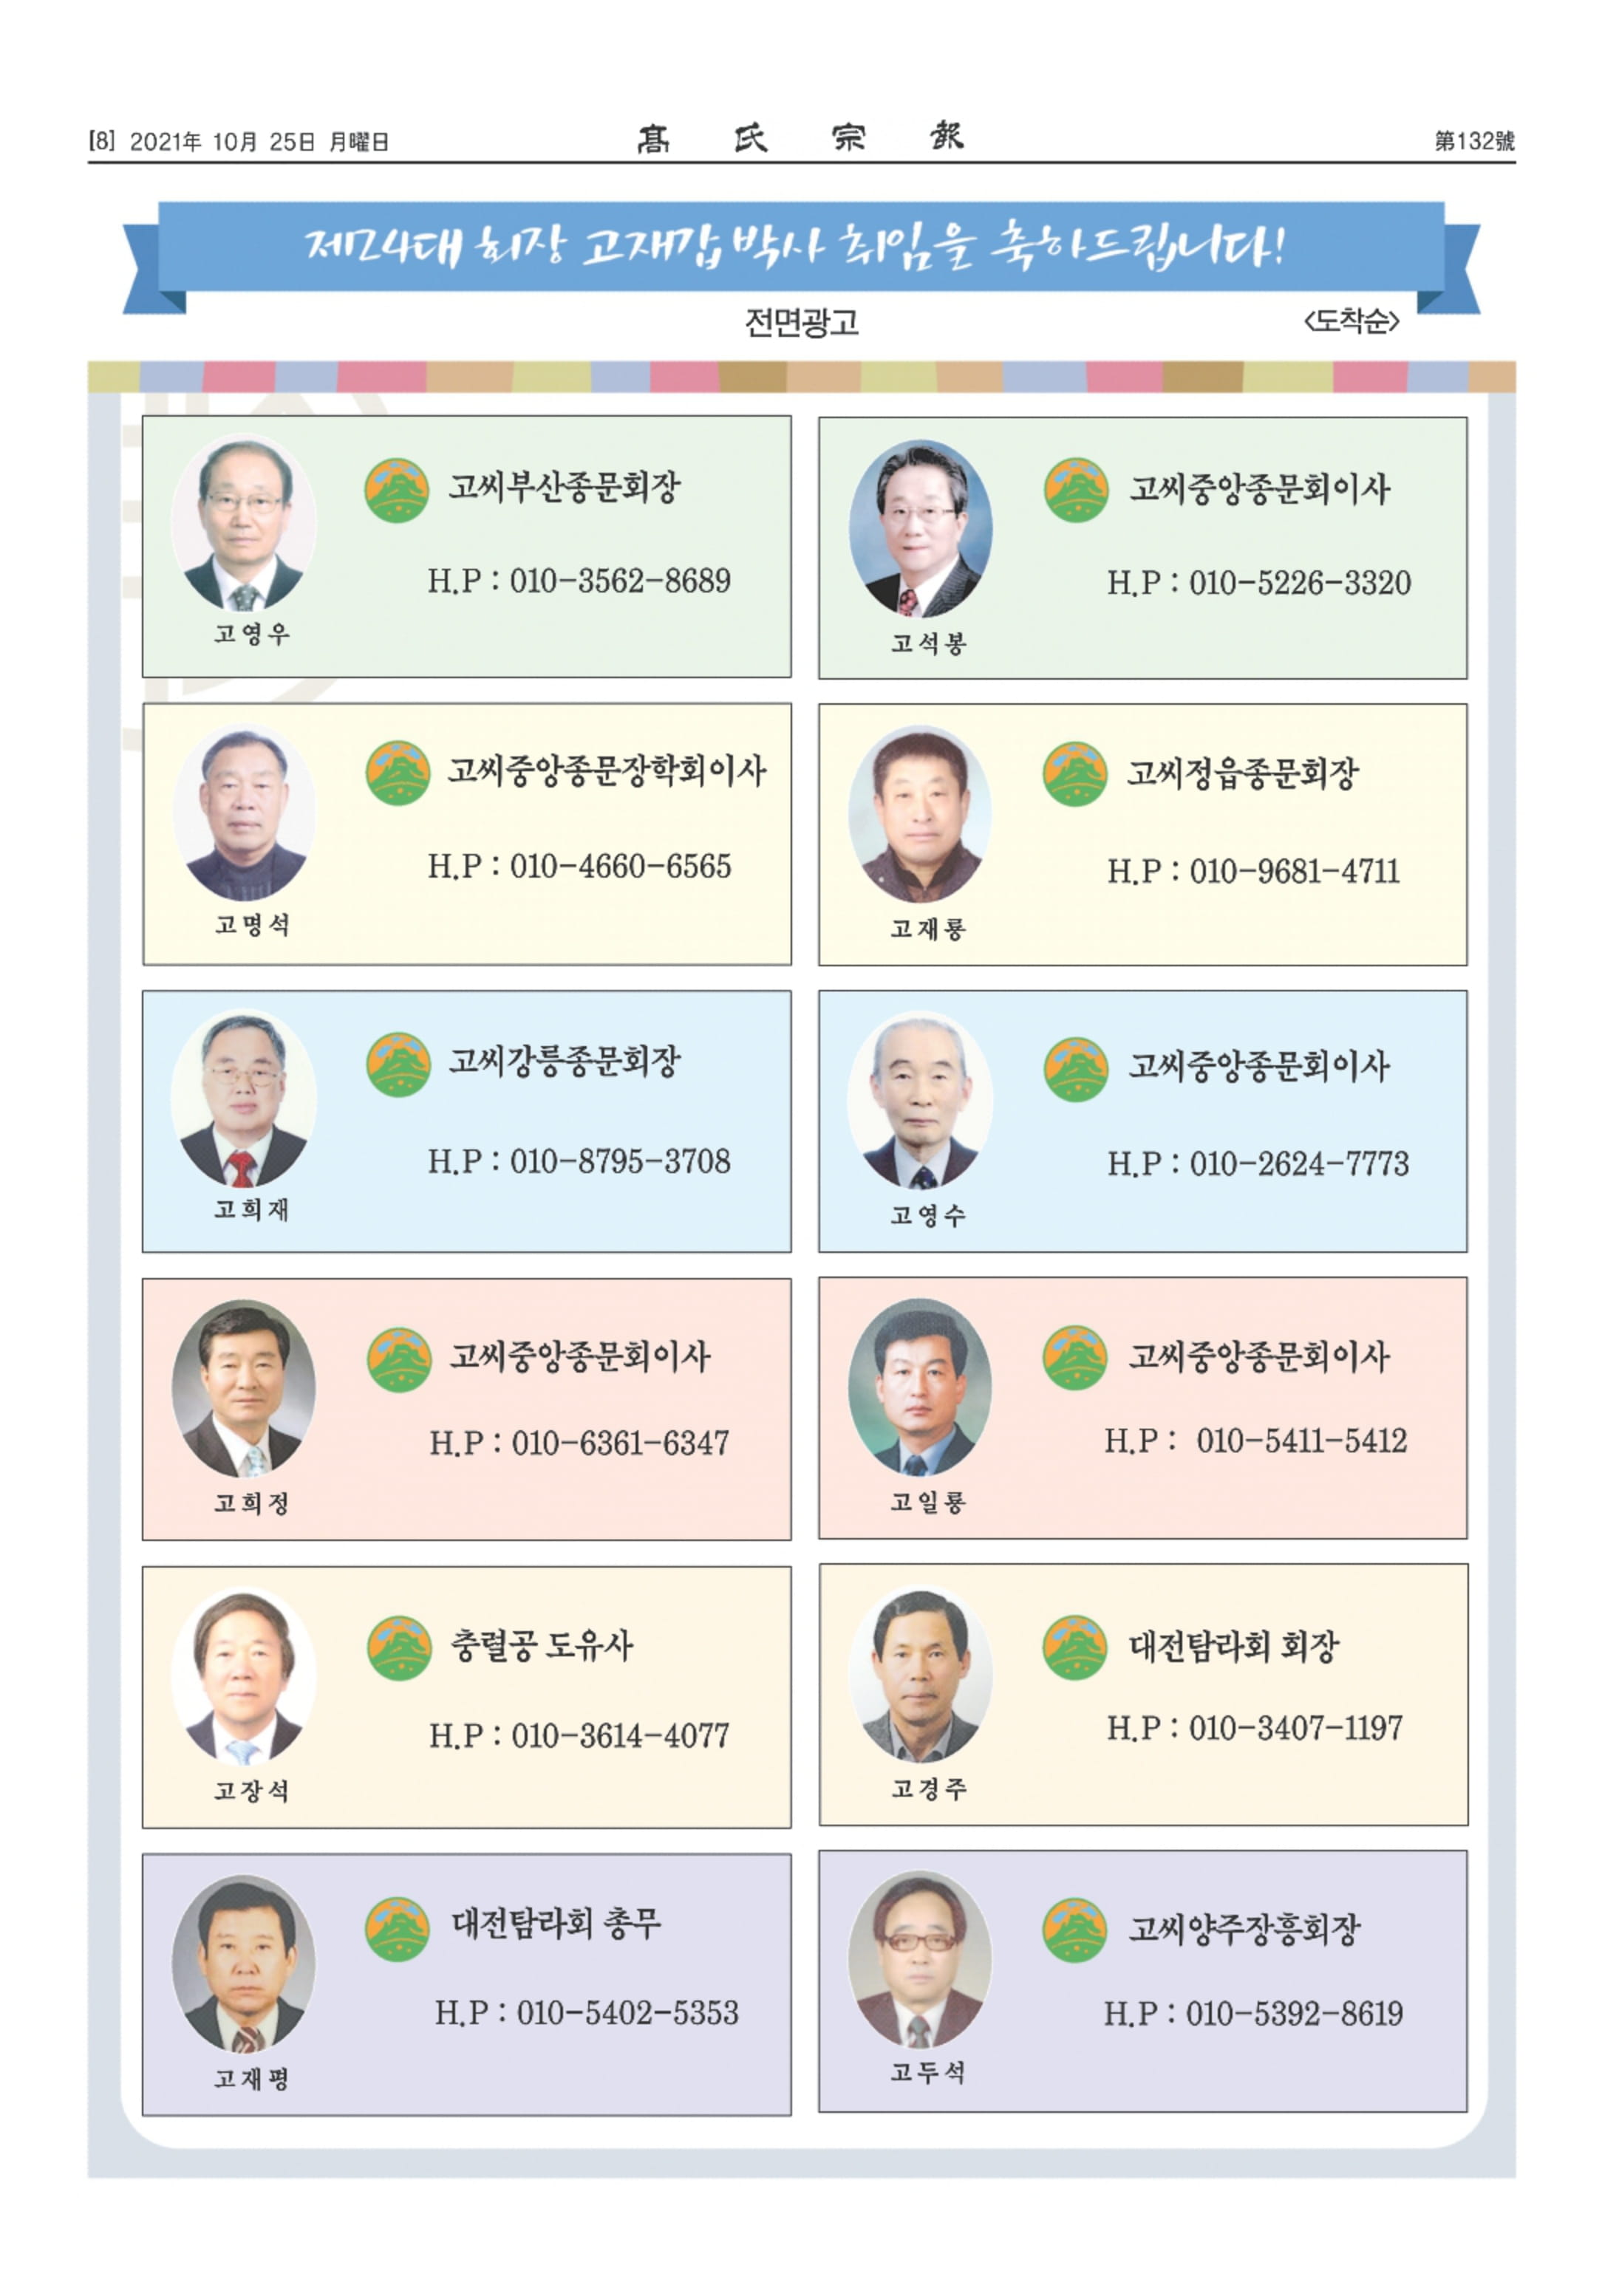 [8] 2021年 10月 25日 月曜日
髙氏宗報
第132號
제24대 회장 고재갑 박사 취임을 축하드립니다!
전면광고
<도착순>
고씨부산종문회장
H.P : 010-3562-8689
고영우
고씨중앙종문회이사
H.P : 010-5226-3320
고석봉
고씨중앙종문장학회이사
H.P : 010-4660-6565
고명석
고씨정읍종문회장
H.P : 010-9681-4711
고재룡
고씨강릉종문회장
H.P : 010-8795-3708
고희재
고씨중앙종문회이사
H.P : 010-2624-7773
고영수
고씨중앙종문회이사
H.P : 010-6361-6347
고희정
고씨중앙종문회이사
H.P : 010-5411-5412
고일룡
충렬공 도유사
H.P : 010-3614-4077
고장석
대전탐라회 회장
H.P : 010-3407-1197
고경주
대전탐라회 총무
H.P : 010-5402-5353
고재평
고씨양주장흥회장
H.P : 010-5392-8619
고두석